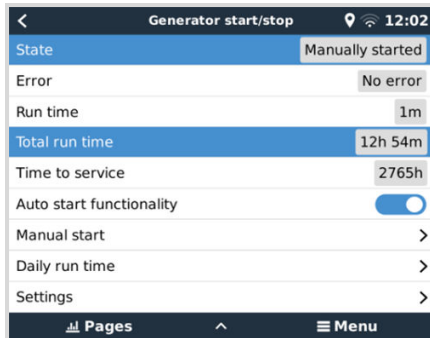 Generator start/stop 12:02
State Manually started
Error No error
Run time 1m
Total run time 12h 54m
Time to service 2765h
Auto start functionality
Manual start
Daily run time
Settings
Pages Menu